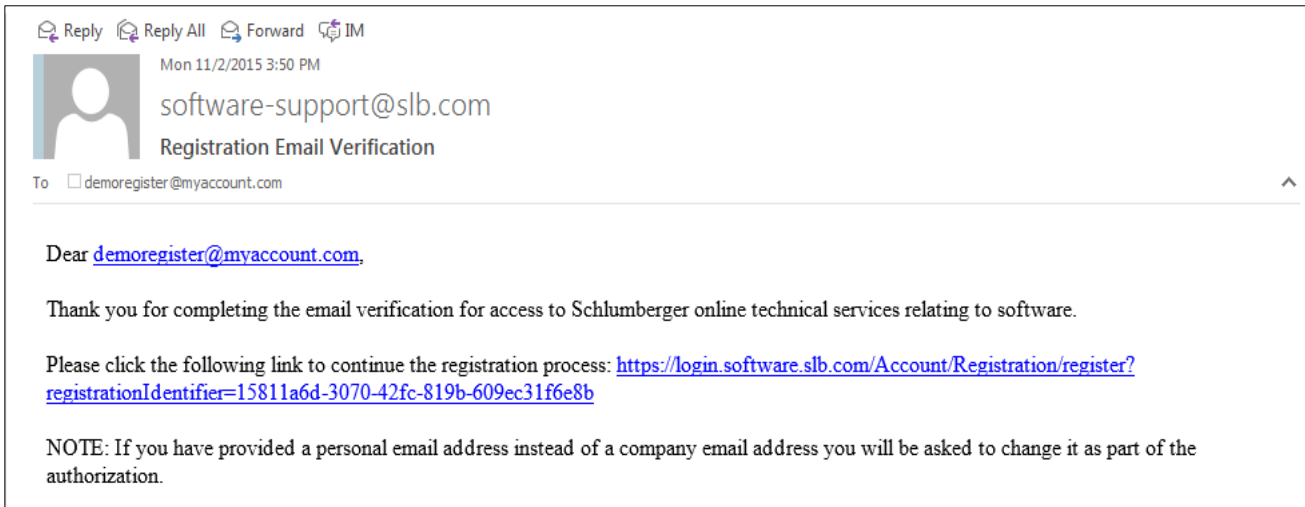 Reply Reply All Forward IM
Mon 11/2/2015 3:50 PM
software-support@slb.com
Registration Email Verification
To demoregister@myaccount.com
Dear demoregister@myaccount.com,
Thank you for completing the email verification for access to Schlumberger online technical services relating to software.
Please click the following link to continue the registration process: https://login.software.slb.com/Account/Registration/register?
registrationIdentifier=15811a6d-3070-42fc-819b-609ec31f6e8b
NOTE: If you have provided a personal email address instead of a company email address you will be asked to change it as part of the
authorization.